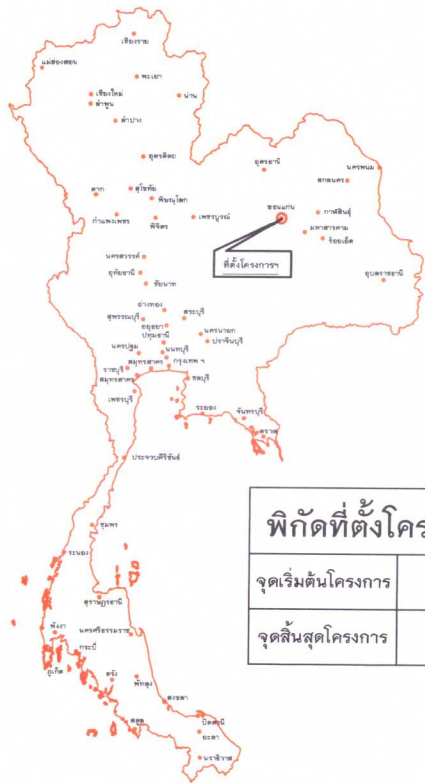 เชียงราย
แม่ฮ่องสอน
พะเยา
เชียงใหม่
น่าน
ลำพูน
ลำปาง
อุตรดิตถ์
อุดรธานี
นครพนม
สกลนคร
ตาก
สุโขทัย
พิษณุโลก
ขอนแก่น
กาฬสินธุ์
กำแพงเพชร
พิจิตร
เพชรบูรณ์
มหาสารคาม
ร้อยเอ็ด
นครสวรรค์
ที่ตั้งโครงการฯ
อุทัยธานี
ชัยนาท
อุบลราชธานี
อ่างทอง
สุพรรณบุรี
สระบุรี
อยุธยา
ปทุมธานี
นครนายก
ปราจีนบุรี
นครปฐม
นนทบุรี
กรุงเทพ ฯ
สมุทรสาคร
ราชบุรี
สมุทรสาคร
ชลบุรี
เพชรบุรี
ระยอง
จันทรบุรี
ตราด
ประจวบคีรีขันธ์
พิกัดที่ตั้งโคร
จุดเริ่มต้นโครงการ
จุดสิ้นสุดโครงการ
ชุมพร
ระนอง
สุราษฎรธานี
พังงา
นครศรีธรรมราช
กระบี่
ภูเก็ต
ตรัง
พัทลุง
สงขลา
สตูล
ปัตตานี
ยะลา
นราธิวาส